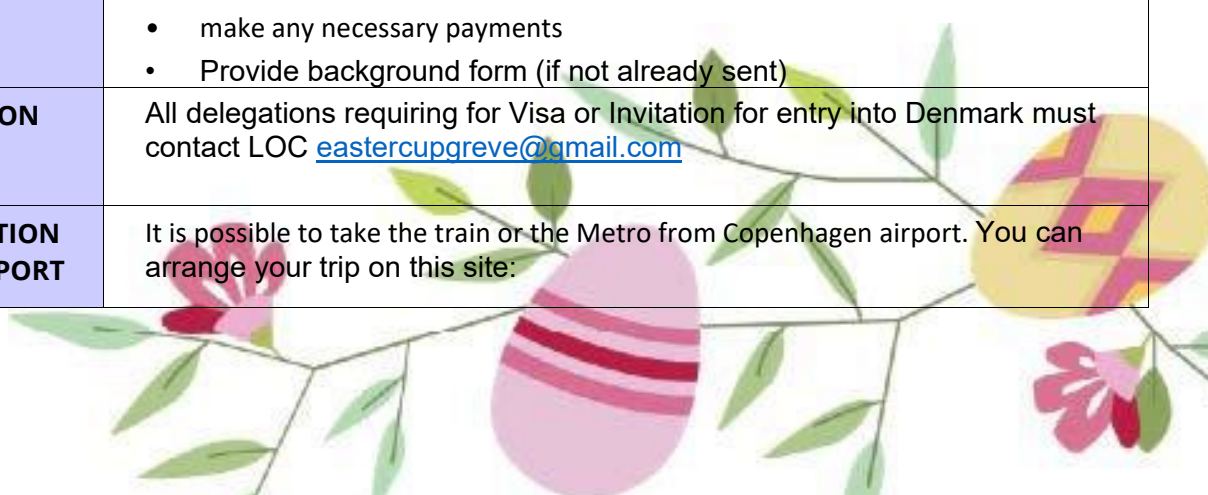 • make any necessary payments
• Provide background form (if not already sent)
ON
All delegations requiring for Visa or Invitation for entry into Denmark must
contact LOC eastercupgreve@gmail.com
TION
PORT
It is possible to take the train or the Metro from Copenhagen airport. You can
arrange your trip on this site: